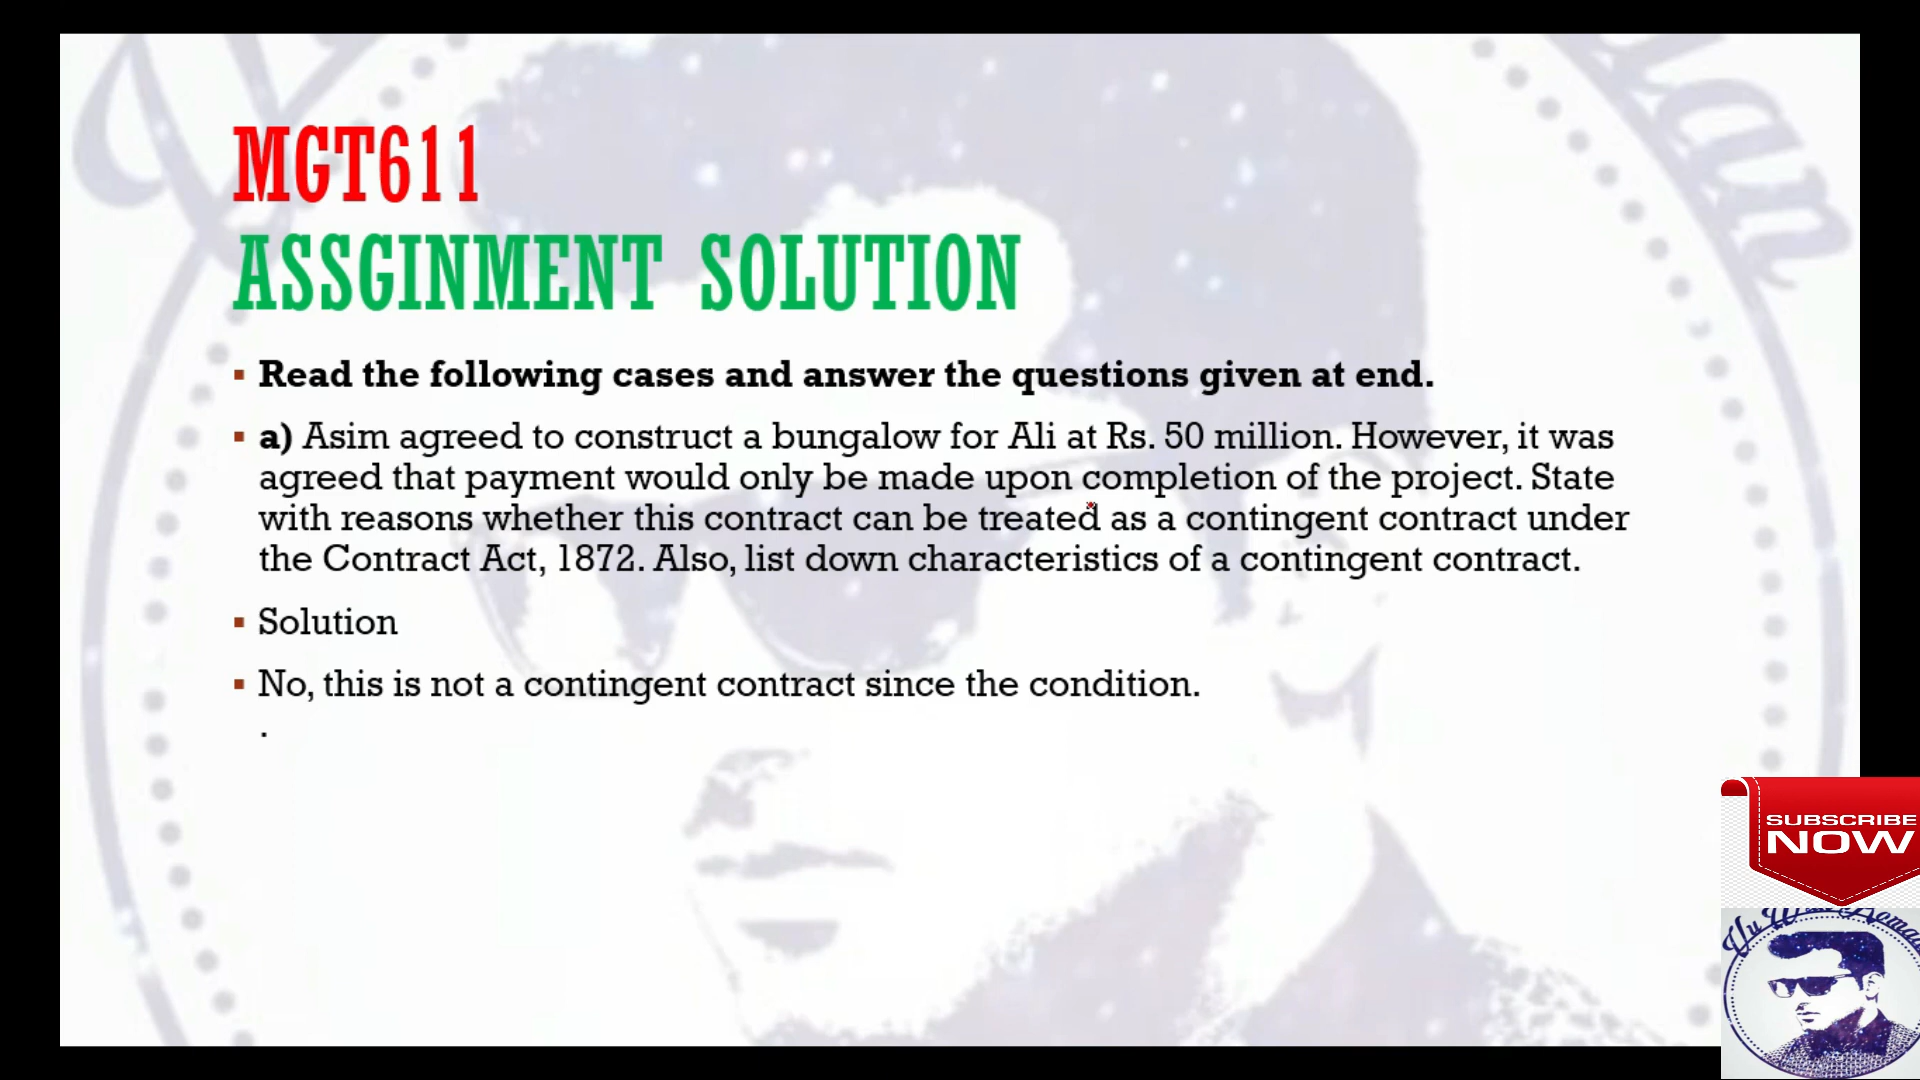 MGT611
ASSGINMENT SOLUTION
▪ Read the following cases and answer the questions given at end.
▪ a) Asim agreed to construct a bungalow for Ali at Rs. 50 million. However, it was
agreed that payment would only be made upon completion of the project. State
with reasons whether this contract can be treated as a contingent contract under
the Contract Act, 1872. Also, list down characteristics of a contingent contract.
▪ Solution
▪ No, this is not a contingent contract since the condition.
.
SUBSCRIBE
NOW